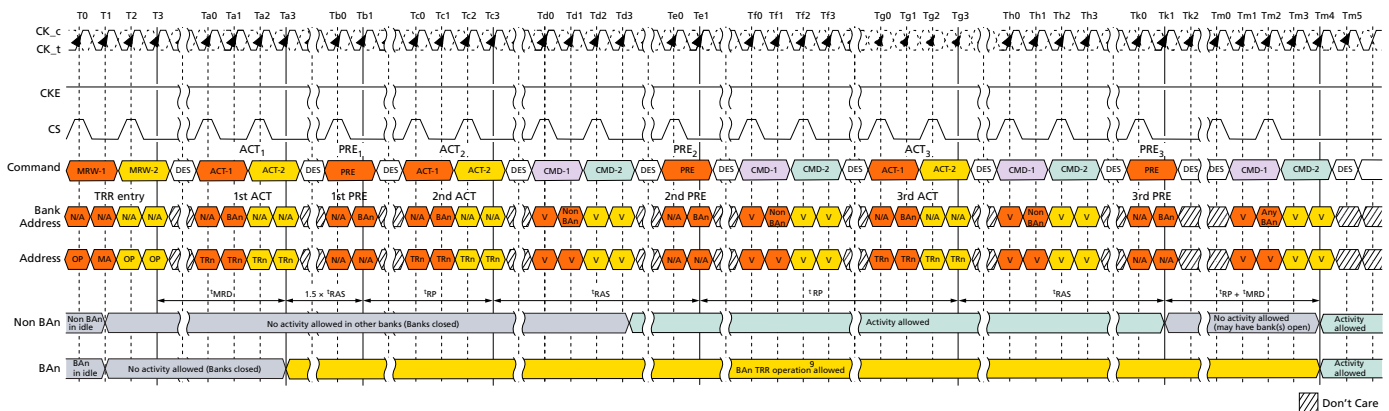 T0 T1 T2 T3 Ta0 Ta1 Ta2 Ta3 Tb0 Tb1 Tc0 Tc1 Tc2 Tc3 Td0 Td1 Td2 Td3 Te0 Te1 Tf0 Tf1 Tf2 Tf3 Tg0 Tg1 Tg2 Tg3 Th0 Th1 Th2 Th3 Tk0 Tk1 Tk2 Tm0 Tm1 Tm2 Tm3 Tm4 Tm5
CK_c
CK_t
CKE
CS
ACT1 PRE1 ACT2 PRE2 ACT3 PRE3
Command MRW-1 MRW-2 DES ACT-1 ACT-2 DES PRE DES ACT-1 ACT-2 DES CMD-1 CMD-2 DES PRE DES CMD-1 CMD-2 DES ACT-1 ACT-2 DES CMD-1 CMD-2 DES PRE DES DES CMD-1 CMD-2 DES
TRR entry 1st ACT 1st PRE 2nd ACT 2nd PRE 3rd ACT 3rd PRE
Bank Address N/A N/A N/A N/A N/A BAn N/A N/A N/A BAn N/A BAn N/A N/A V Non BAn V V N/A BAn V Non BAn V V N/A BAn N/A N/A V Non BAn V V N/A BAn V Any BAn V V
Address OP MA OP OP TRn TRn TRn TRn N/A N/A TRn TRn TRn TRn V V V V N/A N/A V V V V TRn TRn TRn TRn V V V V N/A N/A V V V V
tMRD 1.5 × tRAS tRP tRAS tRP tRAS tRP + tMRD
Non BAn Non BAn in idle No activity allowed in other banks (Banks closed) Activity allowed No activity allowed (may have bank(s) open) Activity allowed
BAn BAn in idle No activity allowed (Banks closed) BAn TRR operation allowed 9 Activity allowed
Don't Care